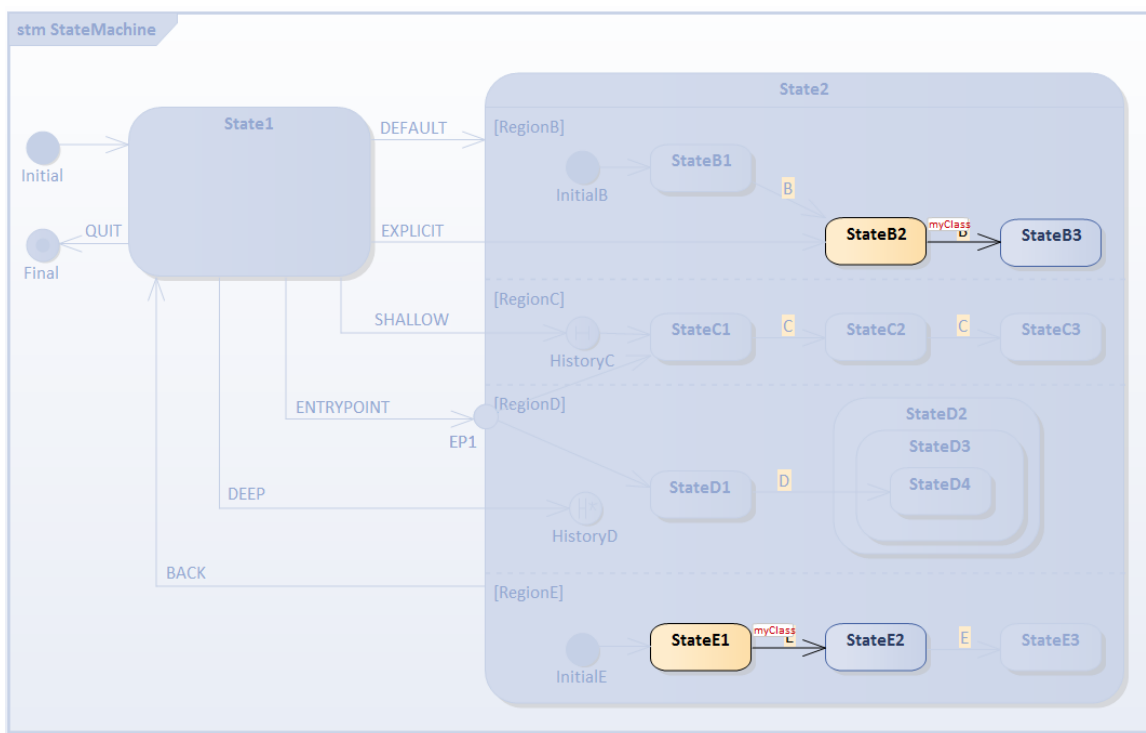 stm StateMachine
State2
State1
DEFAULT
[RegionB]
StateB1
Initial
InitialB
B
QUIT
EXPLICIT
StateB2
myClass
B
StateB3
Final
[RegionC]
SHALLOW
StateC1
C
StateC2
C
StateC3
HistoryC
ENTRYPOINT
[RegionD]
EP1
StateD2
StateD3
StateD1
D
StateD4
DEEP
HistoryD
BACK
[RegionE]
StateE1
myClass
E
StateE2
E
StateE3
InitialE